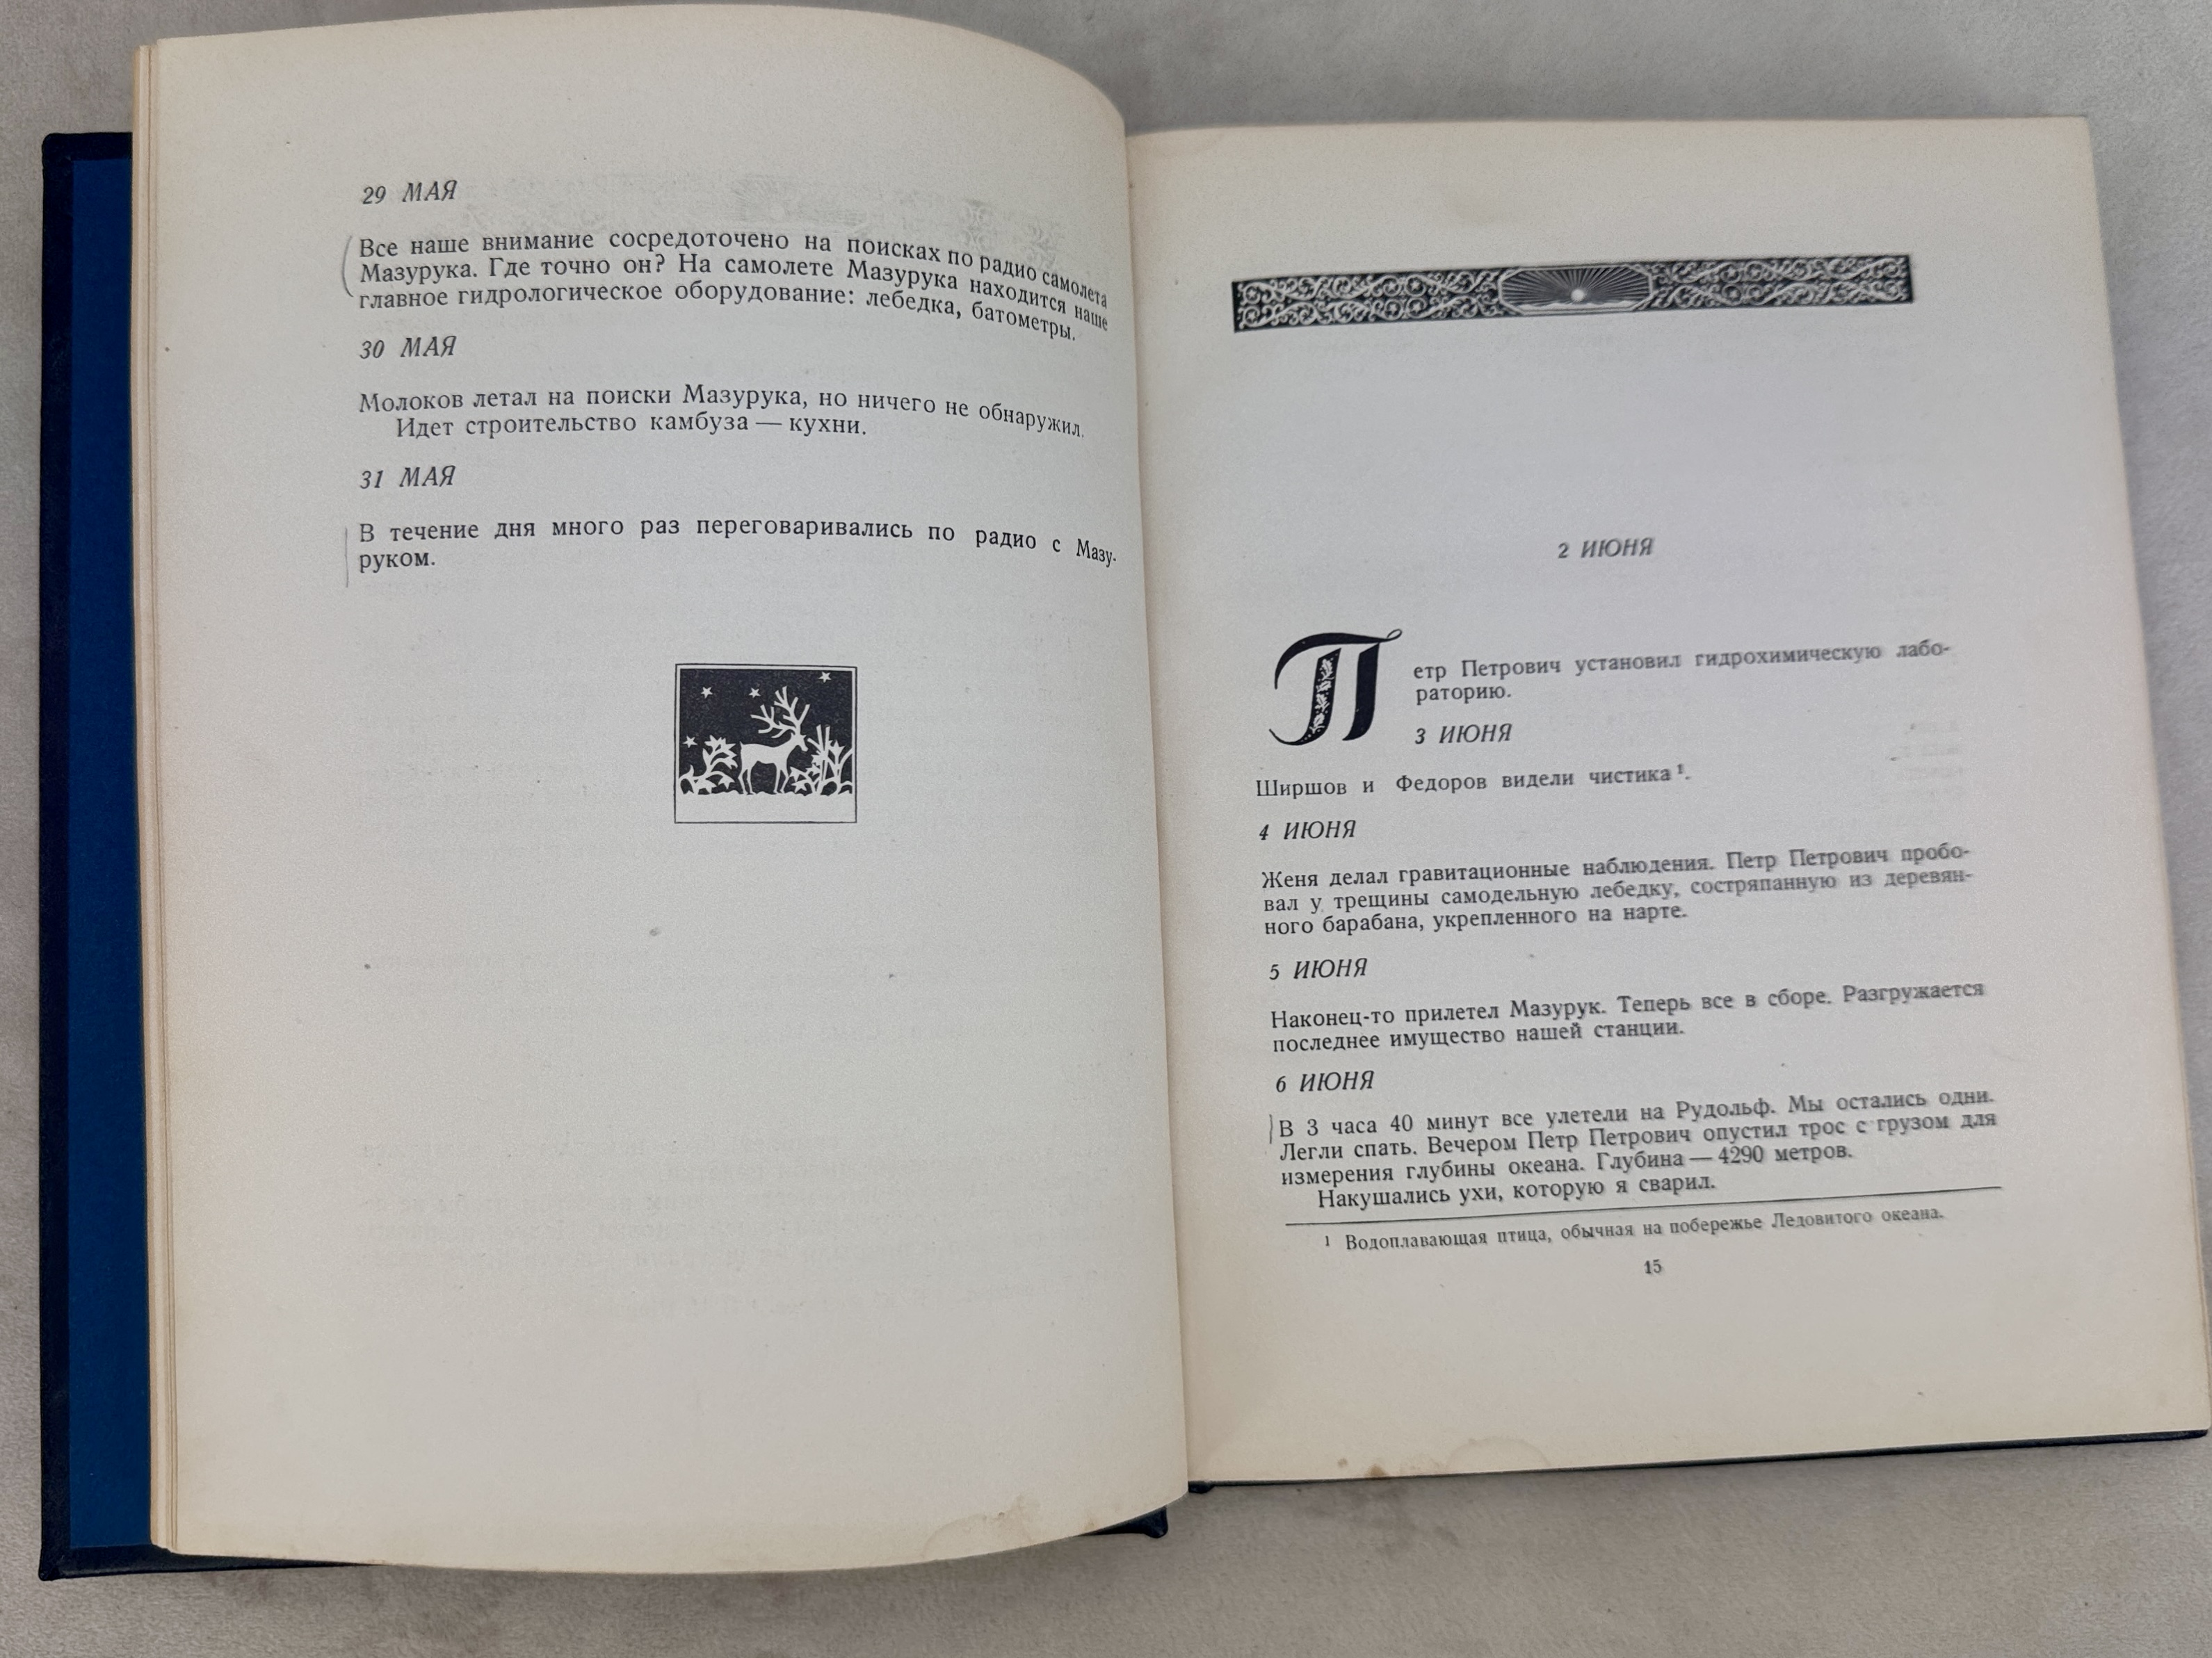 29 МАЯ
Все наше внимание сосредоточено на поисках по радио самолета
Мазурука. Где точно он? На самолете Мазурука находится наше
главное гидрологическое оборудование: лебедка, батометры.
30 МАЯ
Молоков летал на поиски Мазурука, но ничего не обнаружил.
Идет строительство камбуза — кухни.
31 МАЯ
В течение дня много раз переговаривались по радио с Мазу-
руком.
2 ИЮНЯ
Петр Петрович установил гидрохимическую лабо-
раторию.
3 ИЮНЯ
Ширшов и Федоров видели чистика ¹.
4 ИЮНЯ
Женя делал гравитационные наблюдения. Петр Петрович пробо-
вал у трещины самодельную лебедку, состряпанную из деревян-
ного барабана, укрепленного на нарте.
5 ИЮНЯ
Наконец-то прилетел Мазурук. Теперь все в сборе. Разгружается
последнее имущество нашей станции.
6 ИЮНЯ
В 3 часа 40 минут все улетели на Рудольф. Мы остались одни.
Легли спать. Вечером Петр Петрович опустил трос с грузом для
измерения глубины океана. Глубина — 4290 метров.
Накушались ухи, которую я сварил.
¹ Водоплавающая птица, обычная на побережье Ледовитого океана.
15